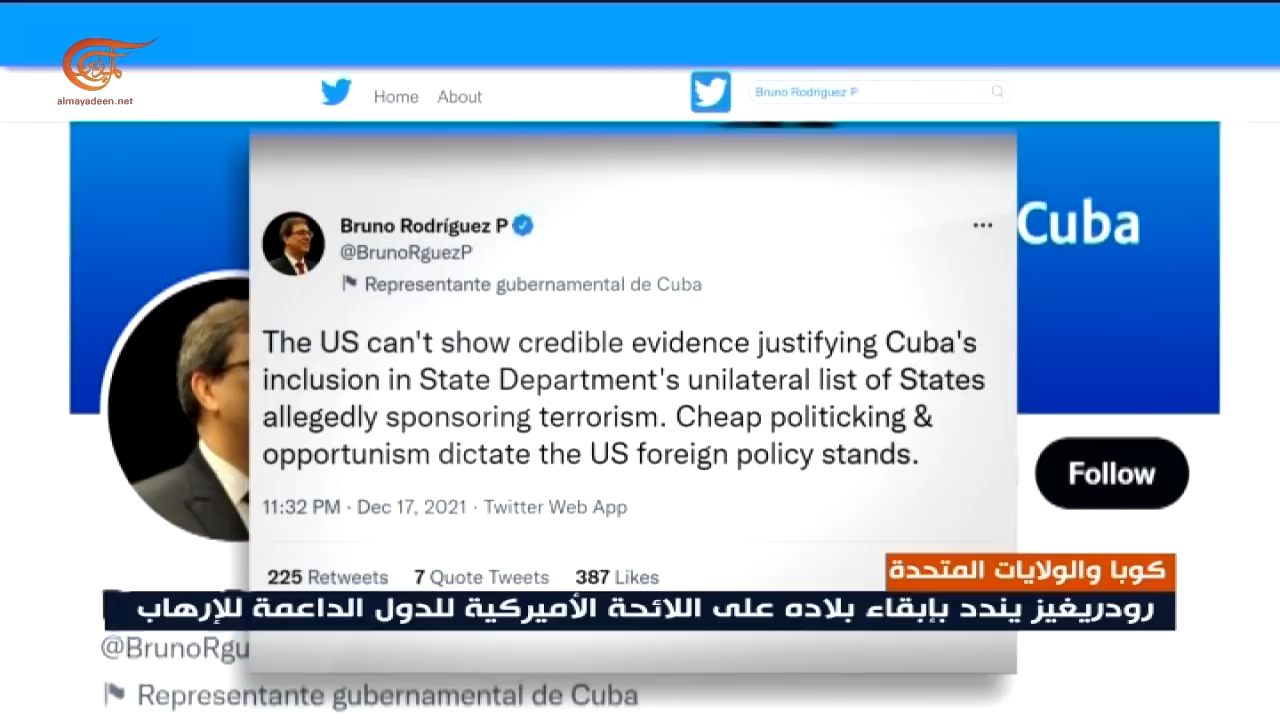 almayadeen.net
Home About
Bruno Rodriguez P
Cuba
Bruno Rodríguez P
@BrunoRguezP
Representante gubernamental de Cuba
The US can't show credible evidence justifying Cuba's
inclusion in State Department's unilateral list of States
allegedly sponsoring terrorism. Cheap politicking &
opportunism dictate the US foreign policy stands.
11:32 PM · Dec 17, 2021 · Twitter Web App
225 Retweets 7 Quote Tweets 387 Likes
Follow
كوبا والولايات المتحدة
رودريغيز يندد بإبقاء بلاده على اللائحة الأميركية للدول الداعمة للإرهاب
@BrunoRgu
Representante gubernamental de Cuba